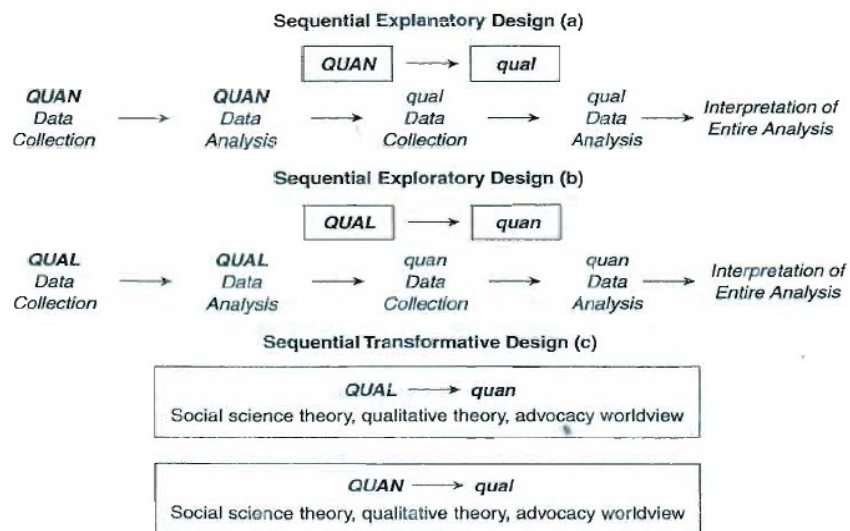 Sequential Explanatory Design (a)
QUAN → qual
QUAN QUAN qual qual
Data → Data → Data → Data → Interpretation of
Collection Analysis Collection Analysis Entire Analysis
Sequential Exploratory Design (b)
QUAL → quan
QUAL QUAL quan quan
Data → Data → Data → Data → Interpretation of
Collection Analysis Collection Analysis Entire Analysis
Sequential Transformative Design (c)
QUAL → quan
Social science theory, qualitative theory, advocacy worldview
QUAN → qual
Social science theory, qualitative theory, advocacy worldview